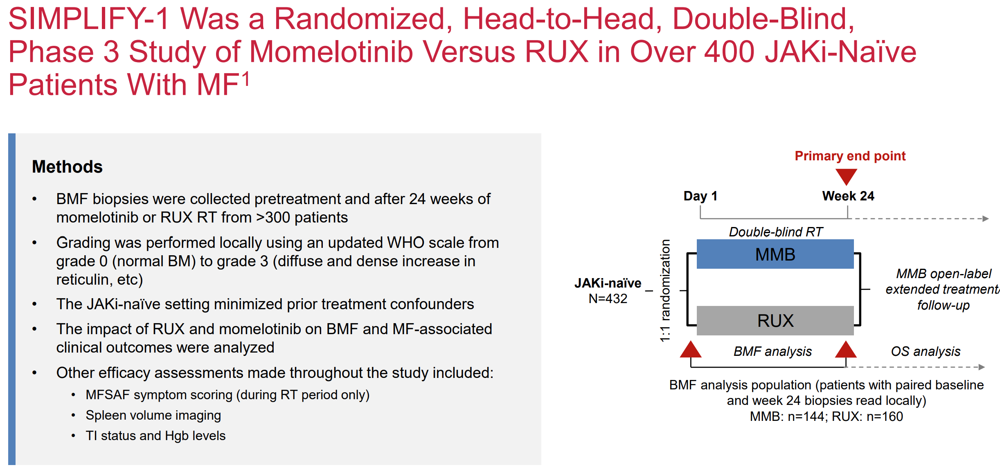 SIMPLIFY-1 Was a Randomized, Head-to-Head, Double-Blind,
Phase 3 Study of Momelotinib Versus RUX in Over 400 JAKi-Naïve
Patients With MF¹
Methods
• BMF biopsies were collected pretreatment and after 24 weeks of
momelotinib or RUX RT from >300 patients
• Grading was performed locally using an updated WHO scale from
grade 0 (normal BM) to grade 3 (diffuse and dense increase in
reticulin, etc)
• The JAKi-naïve setting minimized prior treatment confounders
• The impact of RUX and momelotinib on BMF and MF-associated
clinical outcomes were analyzed
• Other efficacy assessments made throughout the study included:
• MFSAF symptom scoring (during RT period only)
• Spleen volume imaging
• TI status and Hgb levels
Primary end point
Day 1
Week 24
Double-blind RT
JAKi-naïve
N=432
1:1 randomization
MMB
RUX
MMB open-label
extended treatment/
follow-up
BMF analysis
OS analysis
BMF analysis population (patients with paired baseline
and week 24 biopsies read locally)
MMB: n=144; RUX: n=160